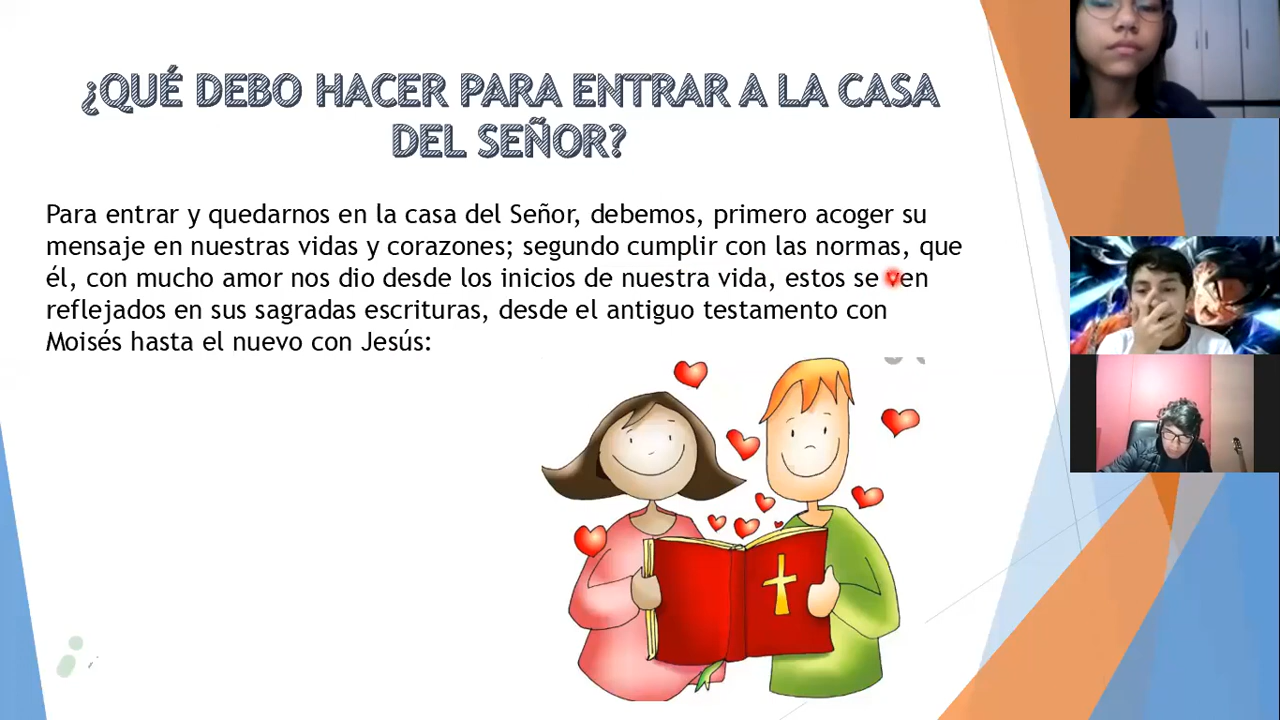 ¿QUÉ DEBO HACER PARA ENTRAR A LA CASA
DEL SEÑOR?
Para entrar y quedarnos en la casa del Señor, debemos, primero acoger su
mensaje en nuestras vidas y corazones; segundo cumplir con las normas, que
él, con mucho amor nos dio desde los inicios de nuestra vida, estos se ven
reflejados en sus sagradas escrituras, desde el antiguo testamento con
Moisés hasta el nuevo con Jesús: